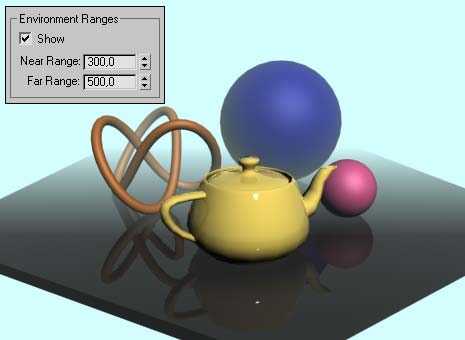 Environment Ranges
Show
Near Range: 300,0
Far Range: 500,0